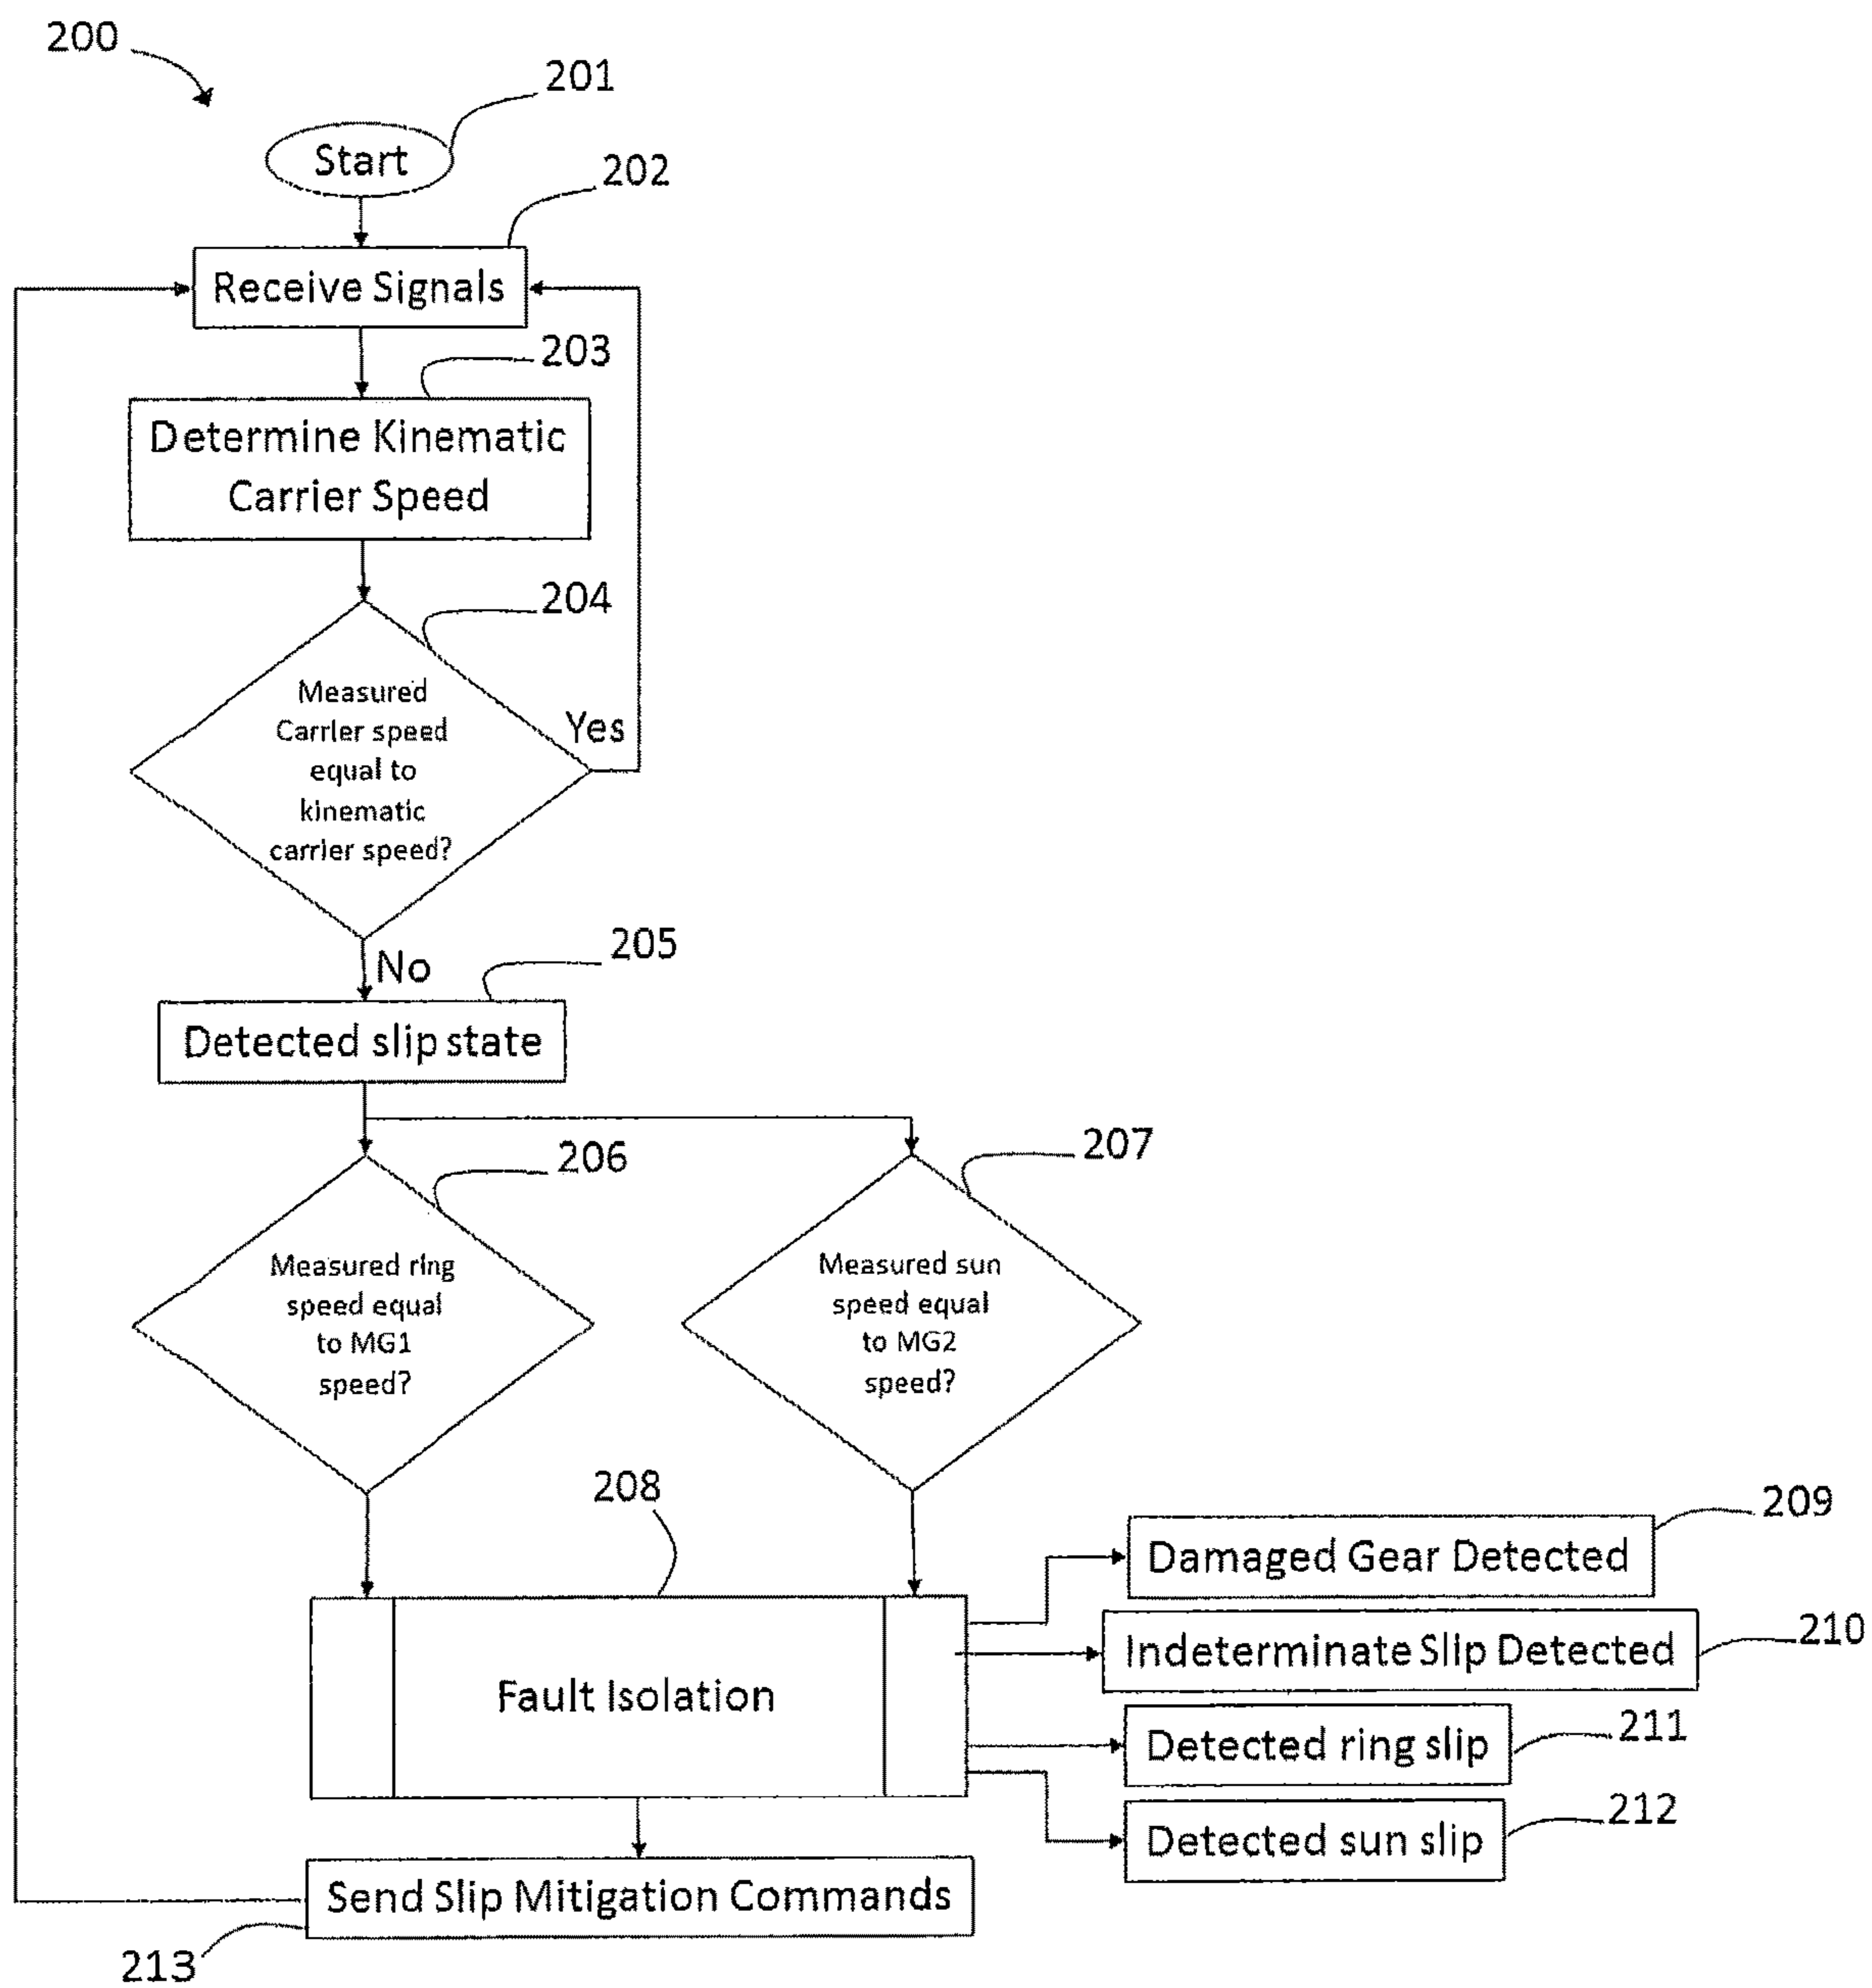 200
201
Start
202
Receive Signals
203
Determine Kinematic
Carrier Speed
204
Measured
Carrier speed
equal to
kinematic
carrier speed?
Yes
No
205
Detected slip state
206
207
Measured ring
speed equal
to MG1
speed?
Measured sun
speed equal
to MG2
speed?
208
209
Damaged Gear Detected
210
Indeterminate Slip Detected
Fault Isolation
211
Detected ring slip
212
Detected sun slip
Send Slip Mitigation Commands
213